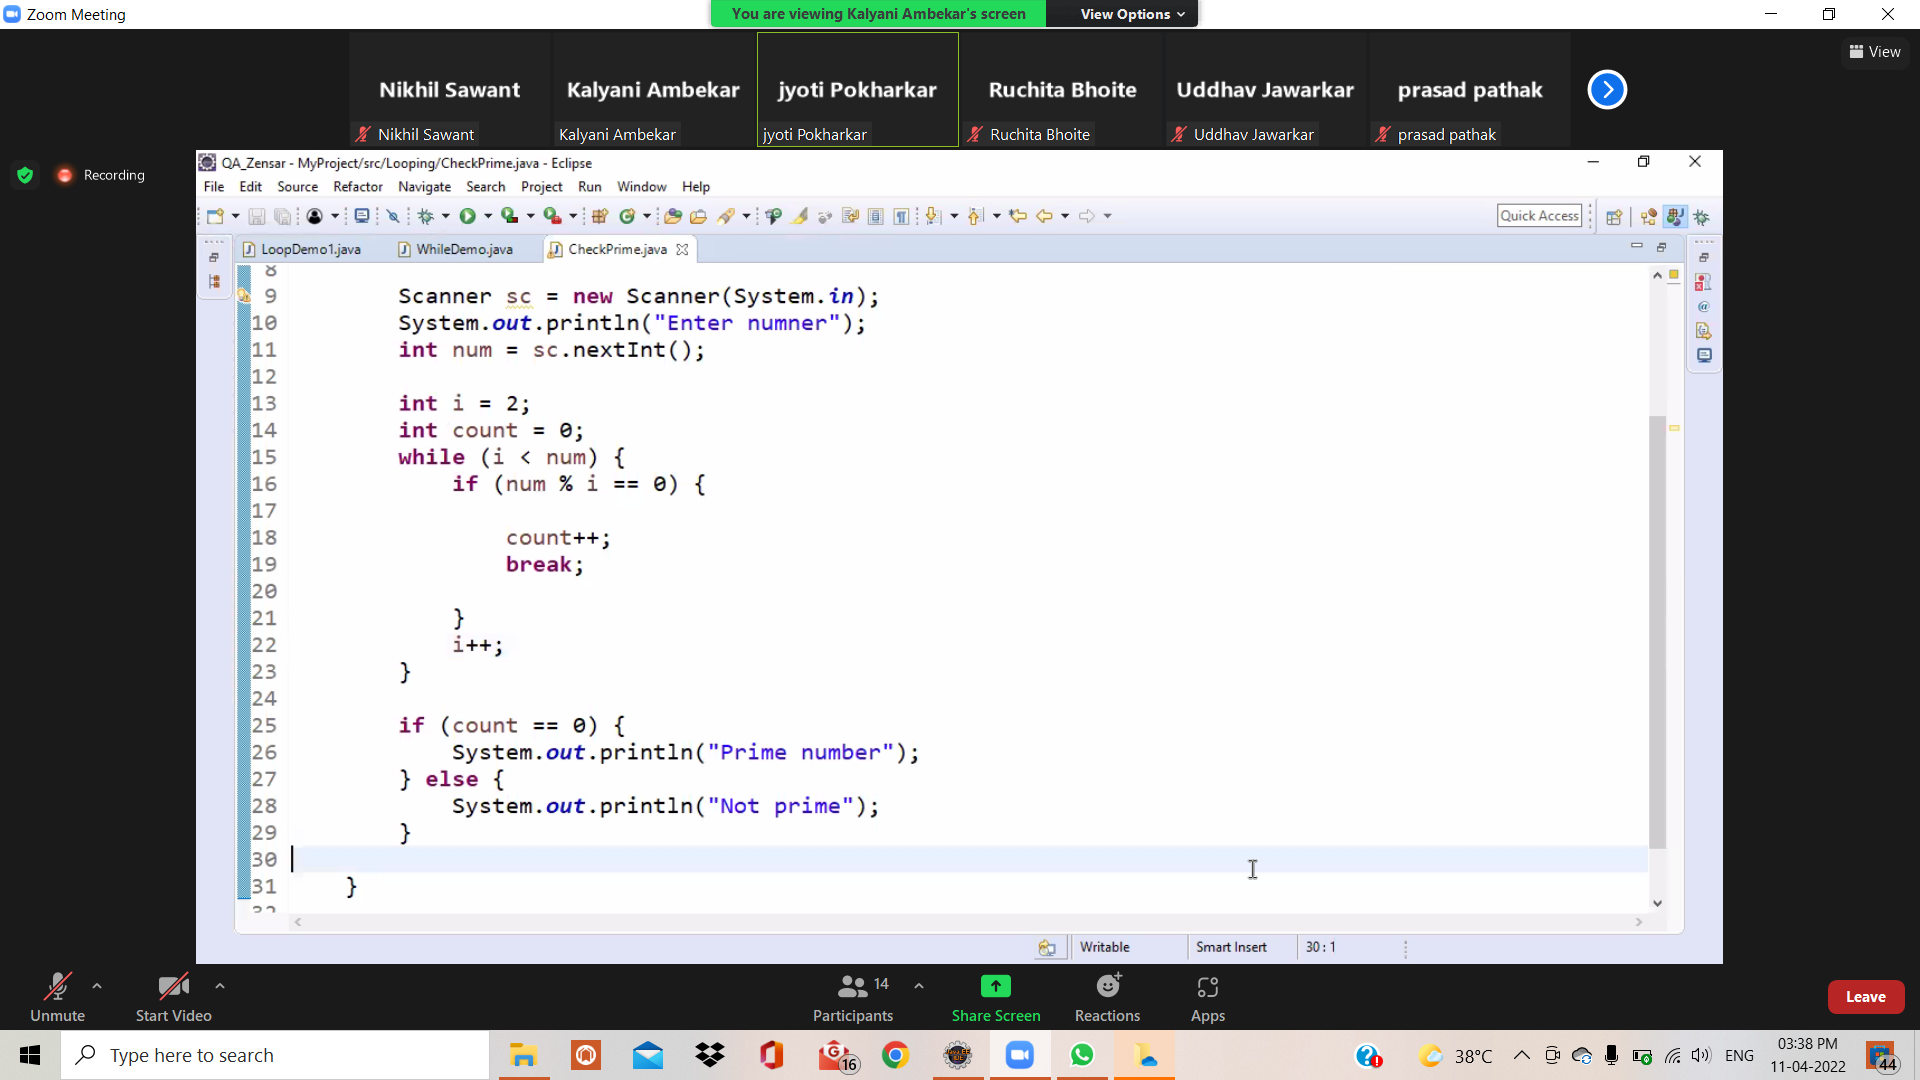 Zoom Meeting
You are viewing Kalyani Ambekar's screen
View Options
View
Nikhil Sawant
Kalyani Ambekar
jyoti Pokharkar
Ruchita Bhoite
Uddhav Jawarkar
prasad pathak
Nikhil Sawant
Kalyani Ambekar
jyoti Pokharkar
Ruchita Bhoite
Uddhav Jawarkar
prasad pathak
Recording
QA_Zensar - MyProject/src/Looping/CheckPrime.java - Eclipse
File Edit Source Refactor Navigate Search Project Run Window Help
Quick Access
LoopDemo1.java
WhileDemo.java
CheckPrime.java
8
9 Scanner sc = new Scanner(System.in);
10 System.out.println("Enter numner");
11 int num = sc.nextInt();
12
13 int i = 2;
14 int count = 0;
15 while (i < num) {
16 if (num % i == 0) {
17
18 count++;
19 break;
20
21 }
22 i++;
23 }
24
25 if (count == 0) {
26 System.out.println("Prime number");
27 } else {
28 System.out.println("Not prime");
29 }
30
31 }
32
Writable
Smart Insert
30 : 1
Unmute
Start Video
14
Participants
Share Screen
Reactions
Apps
Leave
Type here to search
16
38°C
ENG
03:38 PM
11-04-2022
44